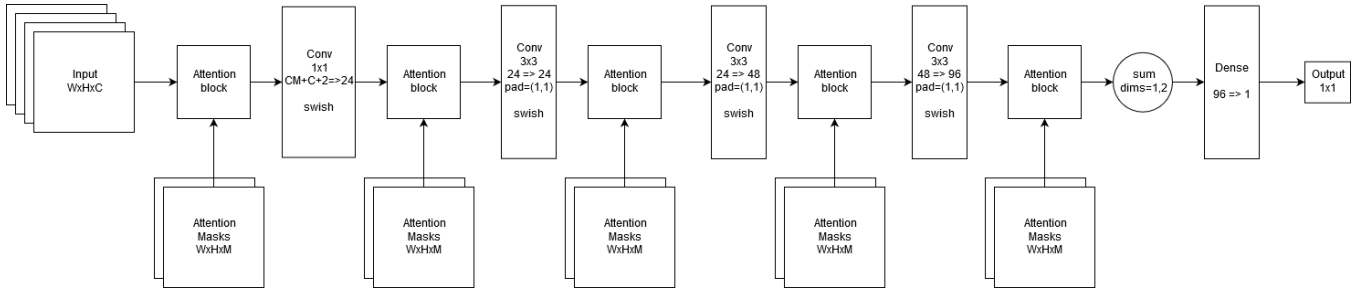 Input
WxHxC
Attention
block
Conv
1x1
CM+C+2=>24
swish
Attention
block
Conv
3x3
24 => 24
pad=(1,1)
swish
Attention
block
Conv
3x3
24 => 48
pad=(1,1)
swish
Attention
block
Conv
3x3
48 => 96
pad=(1,1)
swish
Attention
block
sum
dims=1,2
Dense
96 => 1
Output
1x1
Attention
Masks
WxHxM
Attention
Masks
WxHxM
Attention
Masks
WxHxM
Attention
Masks
WxHxM
Attention
Masks
WxHxM